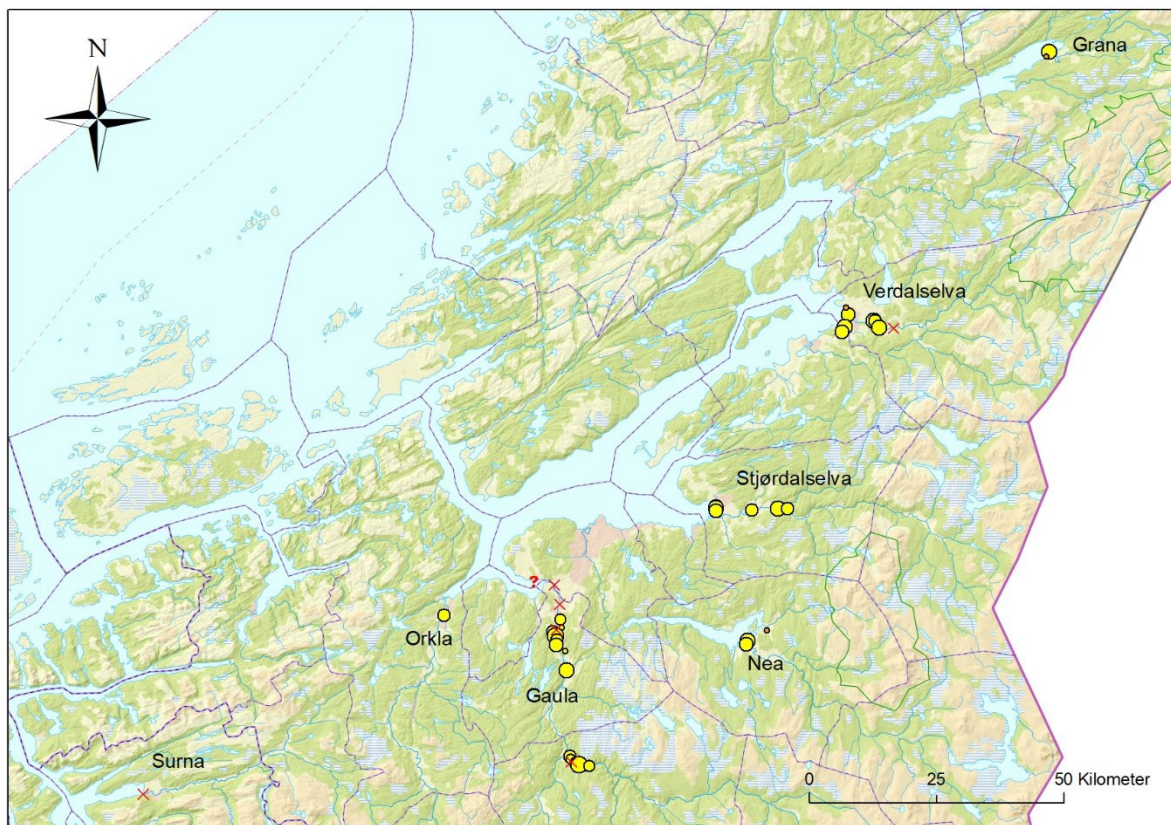 N
Grana
Verdalselva
Stjørdalselva
?
Orkla
Nea
Gaula
Surna
0 25 50 Kilometer